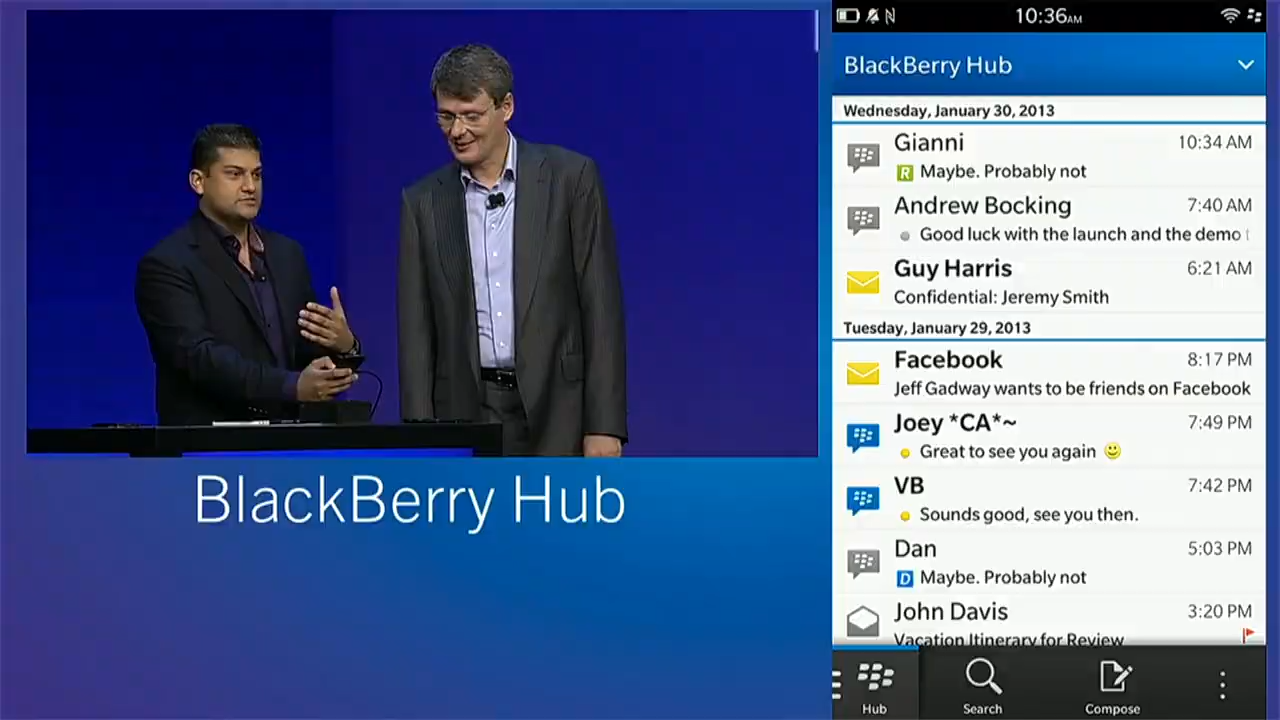 BlackBerry Hub
10:36AM
BlackBerry Hub
Wednesday, January 30, 2013
Gianni 10:34 AM
R Maybe. Probably not
Andrew Bocking 7:40 AM
Good luck with the launch and the demo
Guy Harris 6:21 AM
Confidential: Jeremy Smith
Tuesday, January 29, 2013
Facebook 8:17 PM
Jeff Gadway wants to be friends on Facebook
Joey *CA*~ 7:49 PM
Great to see you again
VB 7:42 PM
Sounds good, see you then.
Dan 5:03 PM
D Maybe. Probably not
John Davis 3:20 PM
Vacation Itinerary for Review
Hub Search Compose